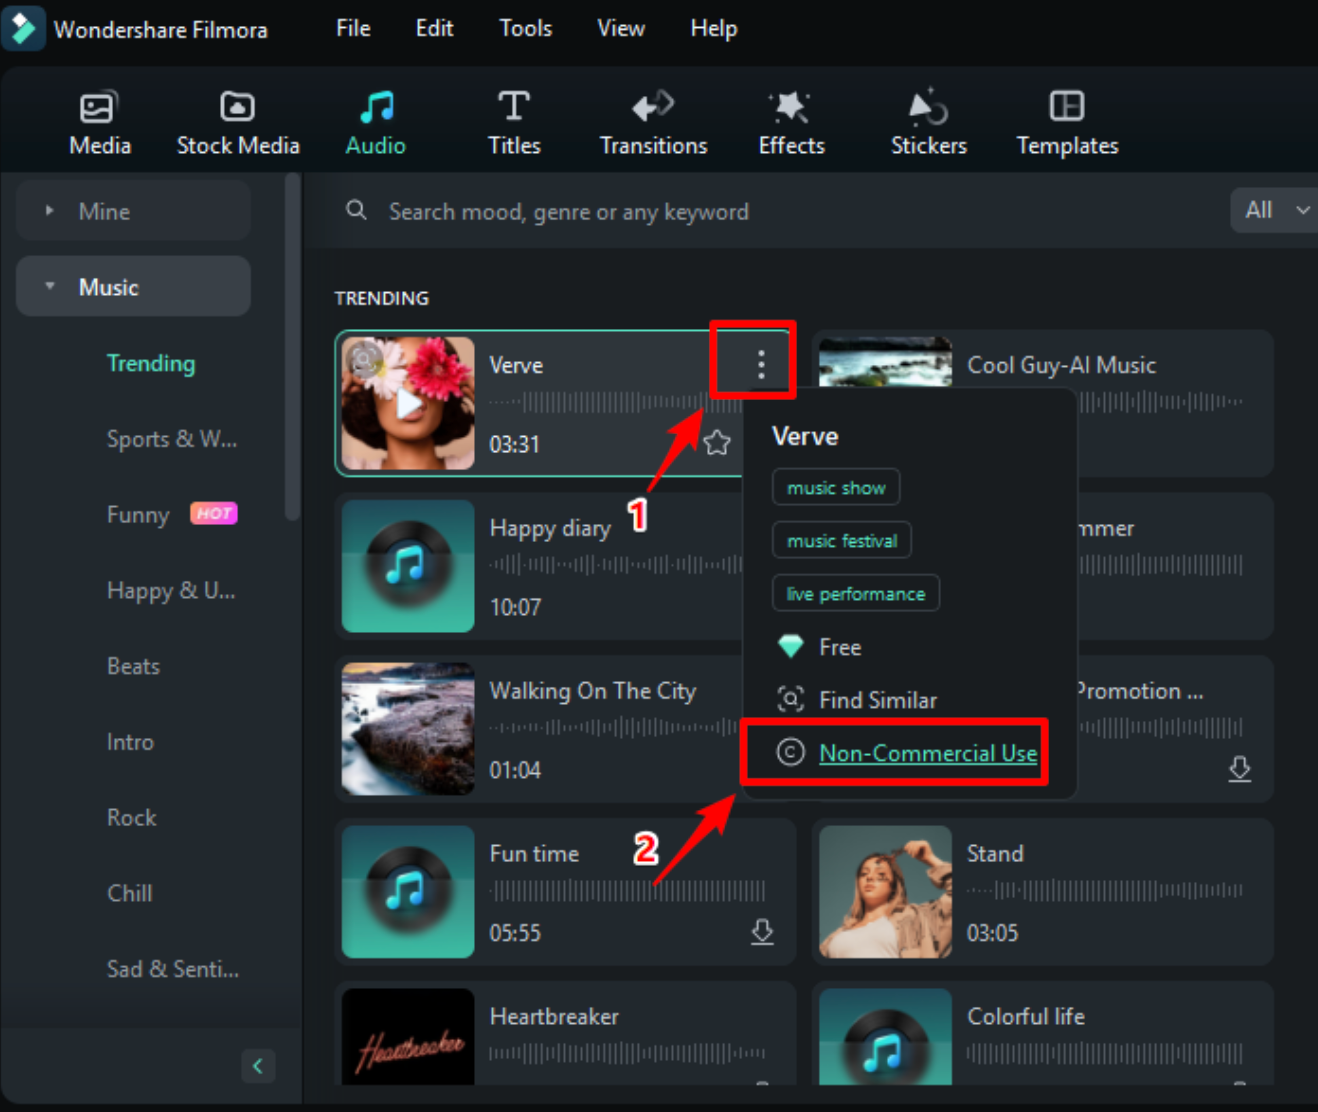 Wondershare Filmora
File
Edit
Tools
View
Help
Media
Stock Media
Audio
Titles
Transitions
Effects
Stickers
Templates
Mine
Music
Trending
Sports & W...
Funny
HOT
Happy & U...
Beats
Intro
Rock
Chill
Sad & Senti...
Search mood, genre or any keyword
All
TRENDING
Verve
03:31
1
Cool Guy-AI Music
Verve
music show
music festival
live performance
Free
Find Similar
Non-Commercial Use
2
Happy diary
10:07
mmer
Walking On The City
01:04
Promotion ...
Fun time
05:55
Stand
03:05
Heartbreaker
Heartbreaker
Colorful life